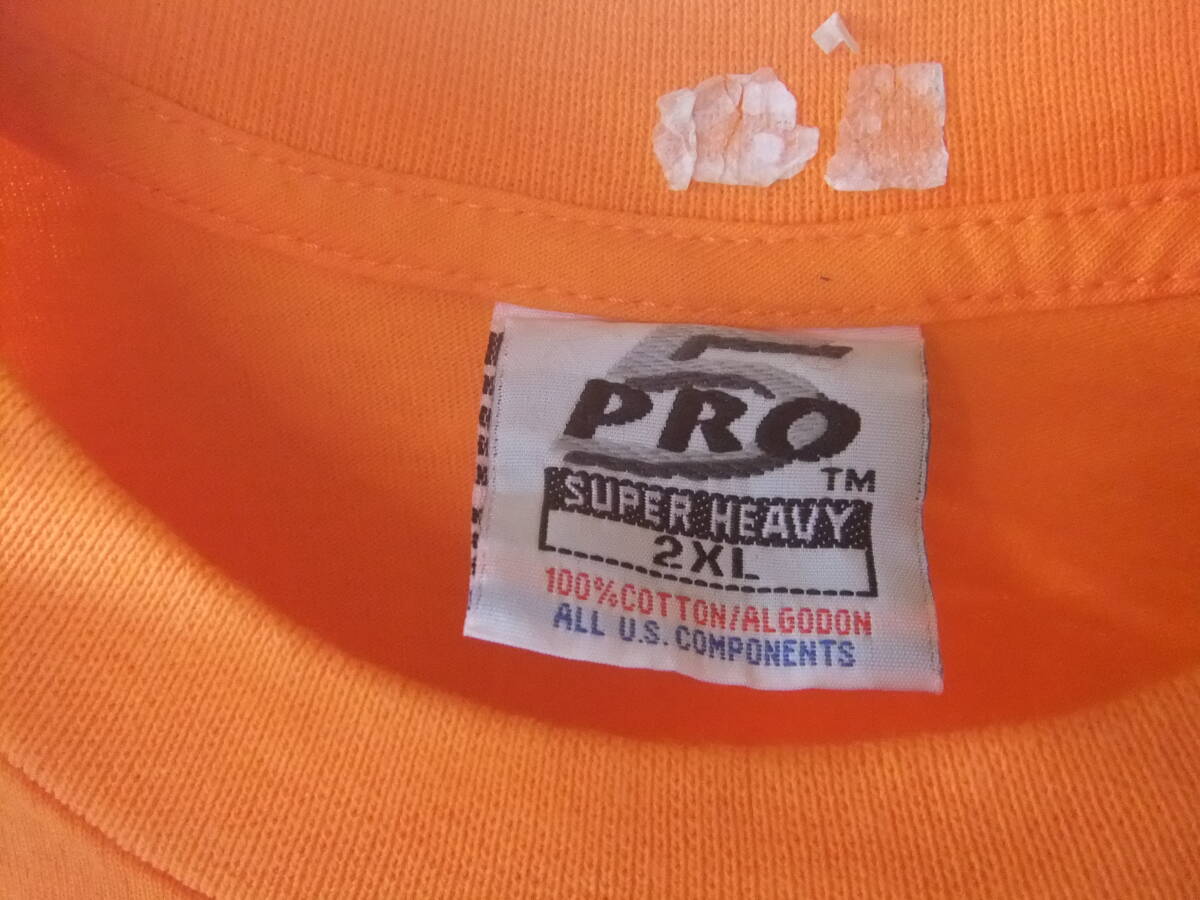 5
PRO
TM
SUPER HEAVY
2XL
100%COTTON/ALGODON
ALL U.S. COMPONENTS